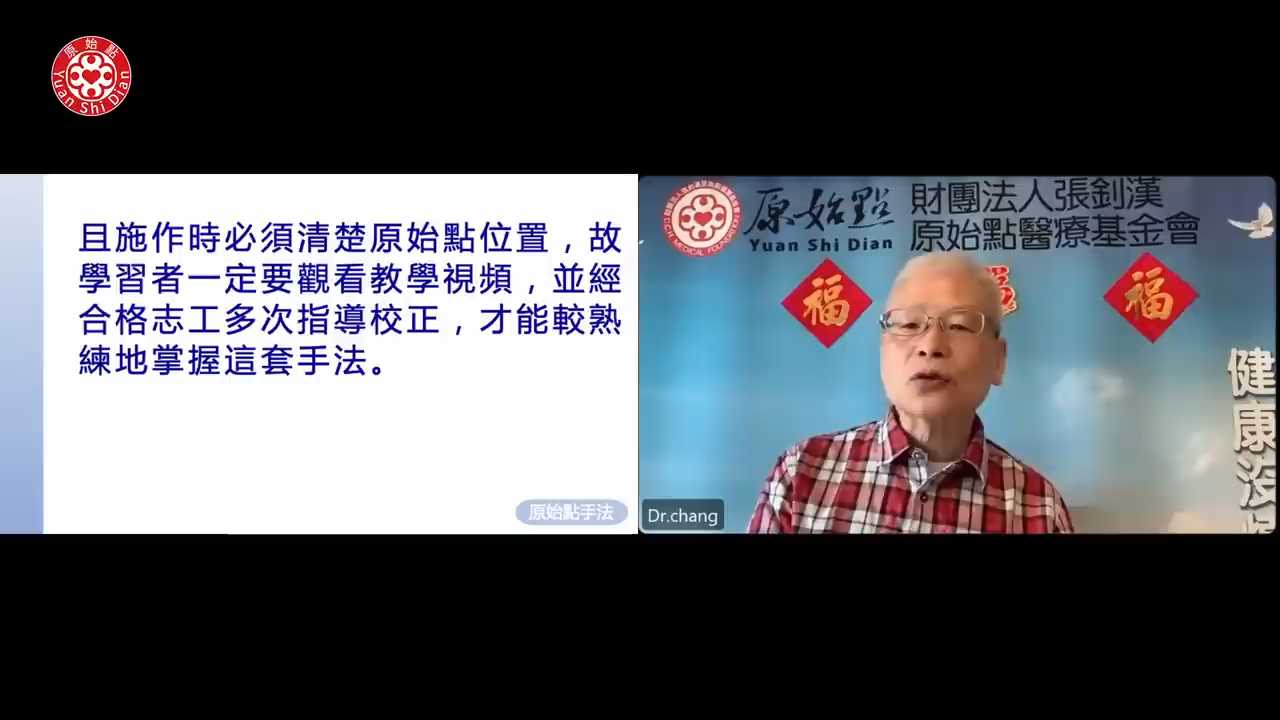 原始點
Yuan Shi Dian
且施作時必須清楚原始點位置，故
學習者一定要觀看教學視頻，並經
合格志工多次指導校正，才能較熟
練地掌握這套手法。
原始點手法
原始點
Yuan Shi Dian
財團法人張釗漢
原始點醫療基金會
福
福
健
康
沒
Dr.chang